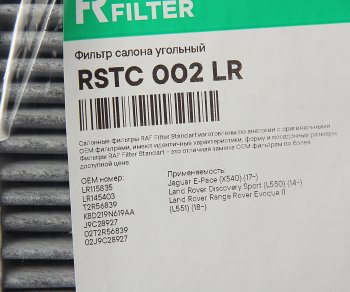 FILTER
Фильтр салона угольный
RSTC 002 LR
Салонные фильтры RAF Filter Standart изготовлены по аналогии с оригинальными
OEM фильтрами, имеют идентичные характеристики, форму и посадочные размеры.
Фильтры RAF Filter Standart - это отличная замена OEM фильтрам по более
доступной цене.
OEM номер:
LR115835
LR145403
T2R56839
K8D219N619AA
J9C28927
02T2R56839
02J9C28927
Применяемость:
Jaguar E-Pace (X540) (17-)
Land Rover Discovery Sport (L550) (14-)
Land Rover Range Rover Evoque II
(L551) (18-)